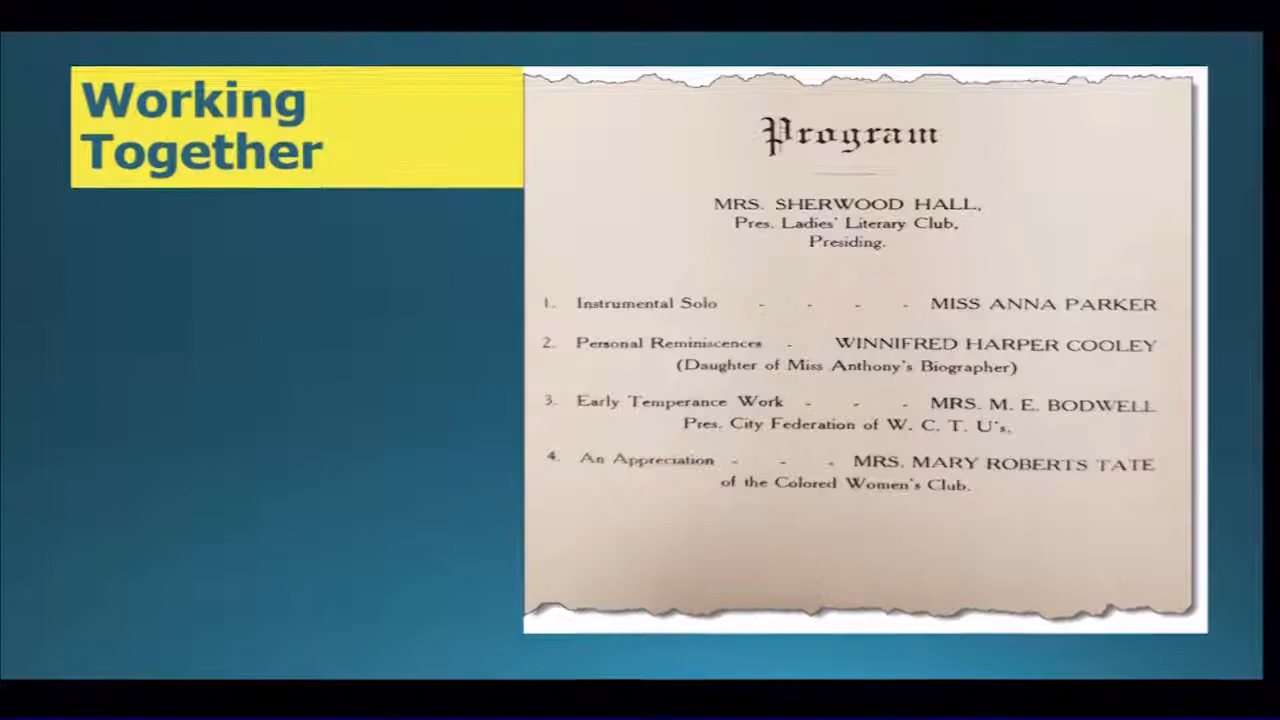 Working
Together
Program
MRS. SHERWOOD HALL,
Pres. Ladies' Literary Club,
Presiding.
1. Instrumental Solo - - - - MISS ANNA PARKER
2. Personal Reminiscences - WINNIFRED HARPER COOLEY
(Daughter of Miss Anthony's Biographer)
3. Early Temperance Work - - - MRS. M. E. BODWELL
Pres. City Federation of W. C. T. U's.
4. An Appreciation - - - MRS. MARY ROBERTS TATE
of the Colored Women's Club.